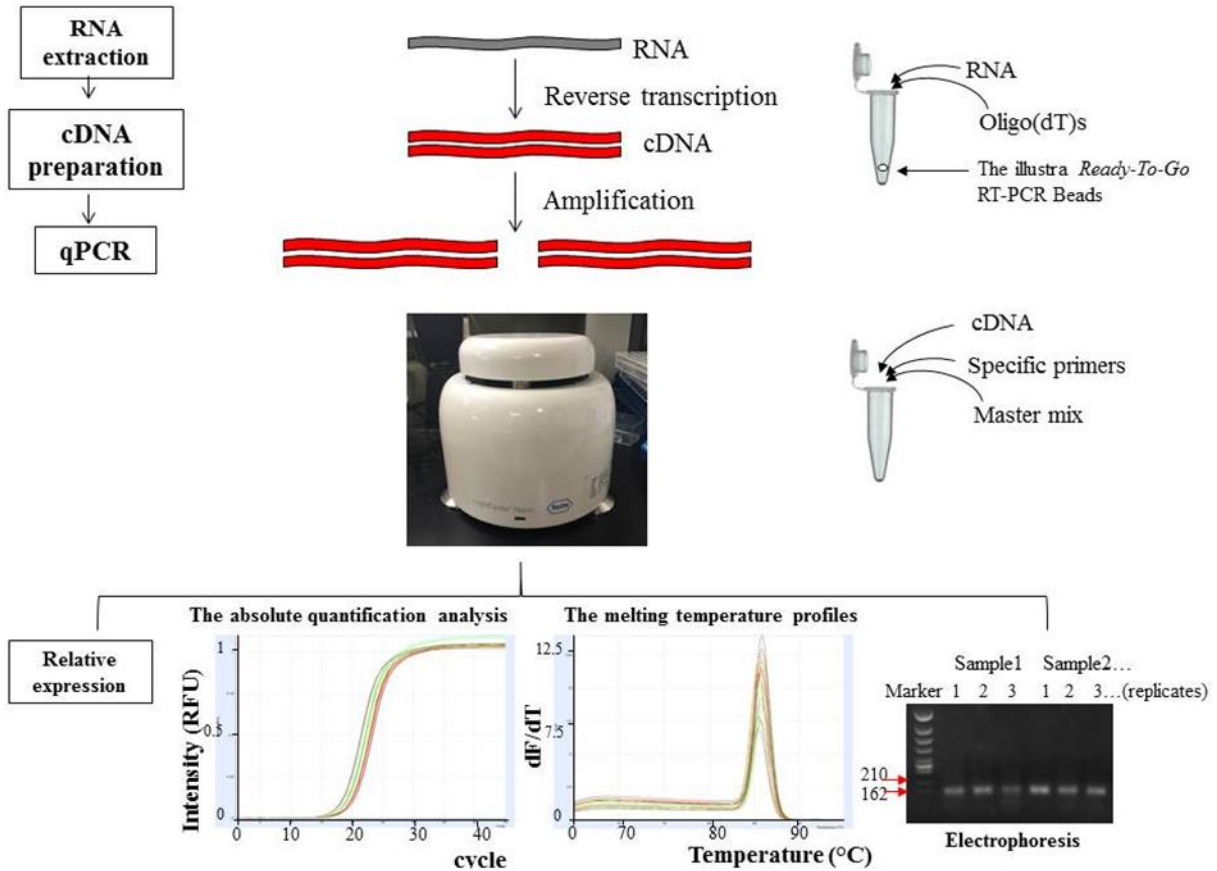 RNA
extraction
cDNA
preparation
qPCR
RNA
Reverse transcription
cDNA
Amplification
RNA
Oligo(dT)s
The illustra Ready-To-Go
RT-PCR Beads
cDNA
Specific primers
Master mix
Roche
Relative
expression
The absolute quantification analysis
Intensity (RFU)
1
0.5
0
0 10 20 30 40
cycle
The melting temperature profiles
dF/dT
12.5
7.5
0
70 80 90
Temperature (°C)
Sample1 Sample2…
Marker 1 2 3 1 2 3…(replicates)
210
162
Electrophoresis